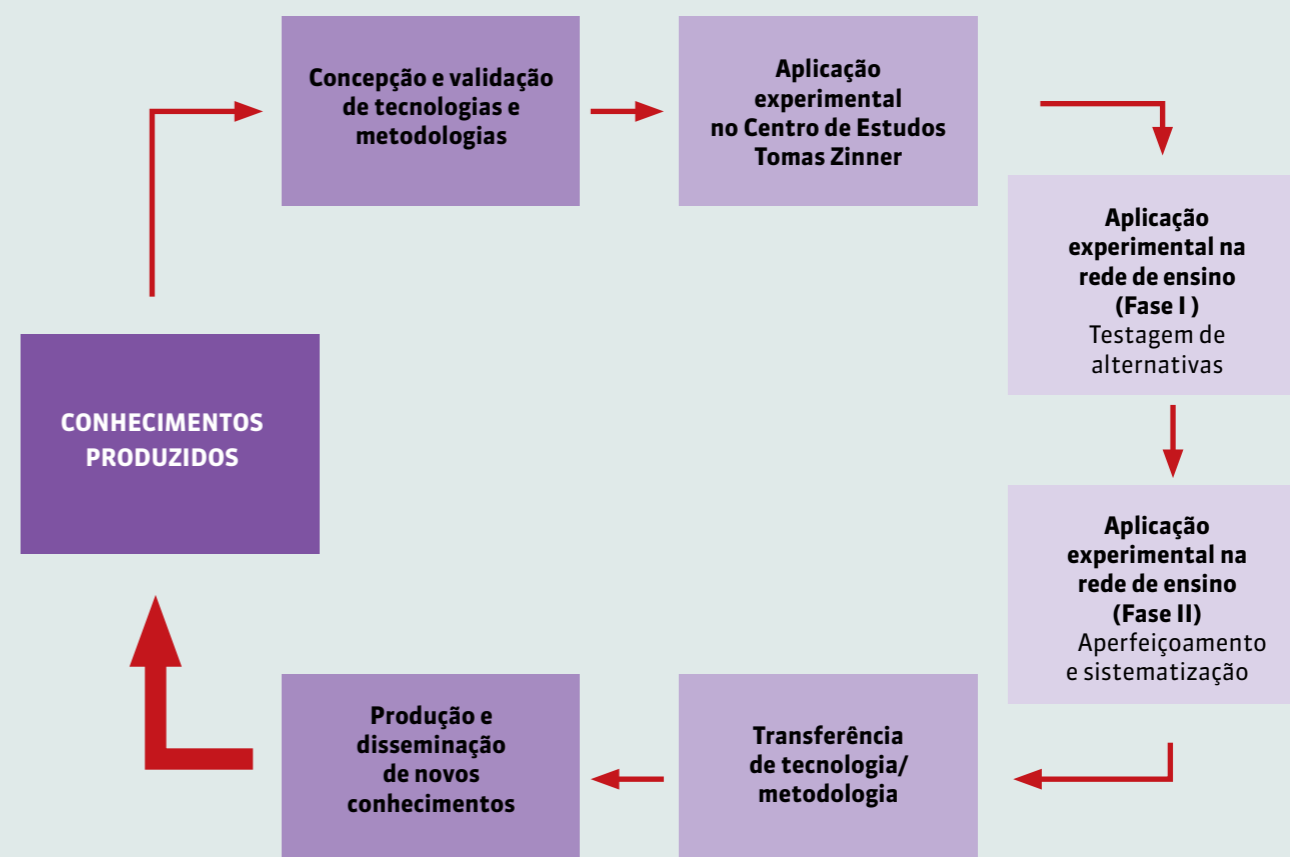 Concepção e validação
de tecnologias e
metodologias
Aplicação
experimental
no Centro de Estudos
Tomas Zinner
Aplicação
experimental na
rede de ensino
(Fase I )
Testagem de
alternativas
Aplicação
experimental na
rede de ensino
(Fase II)
Aperfeiçoamento
e sistematização
Transferência
de tecnologia/
metodologia
Produção e
disseminação
de novos
conhecimentos
CONHECIMENTOS
PRODUZIDOS